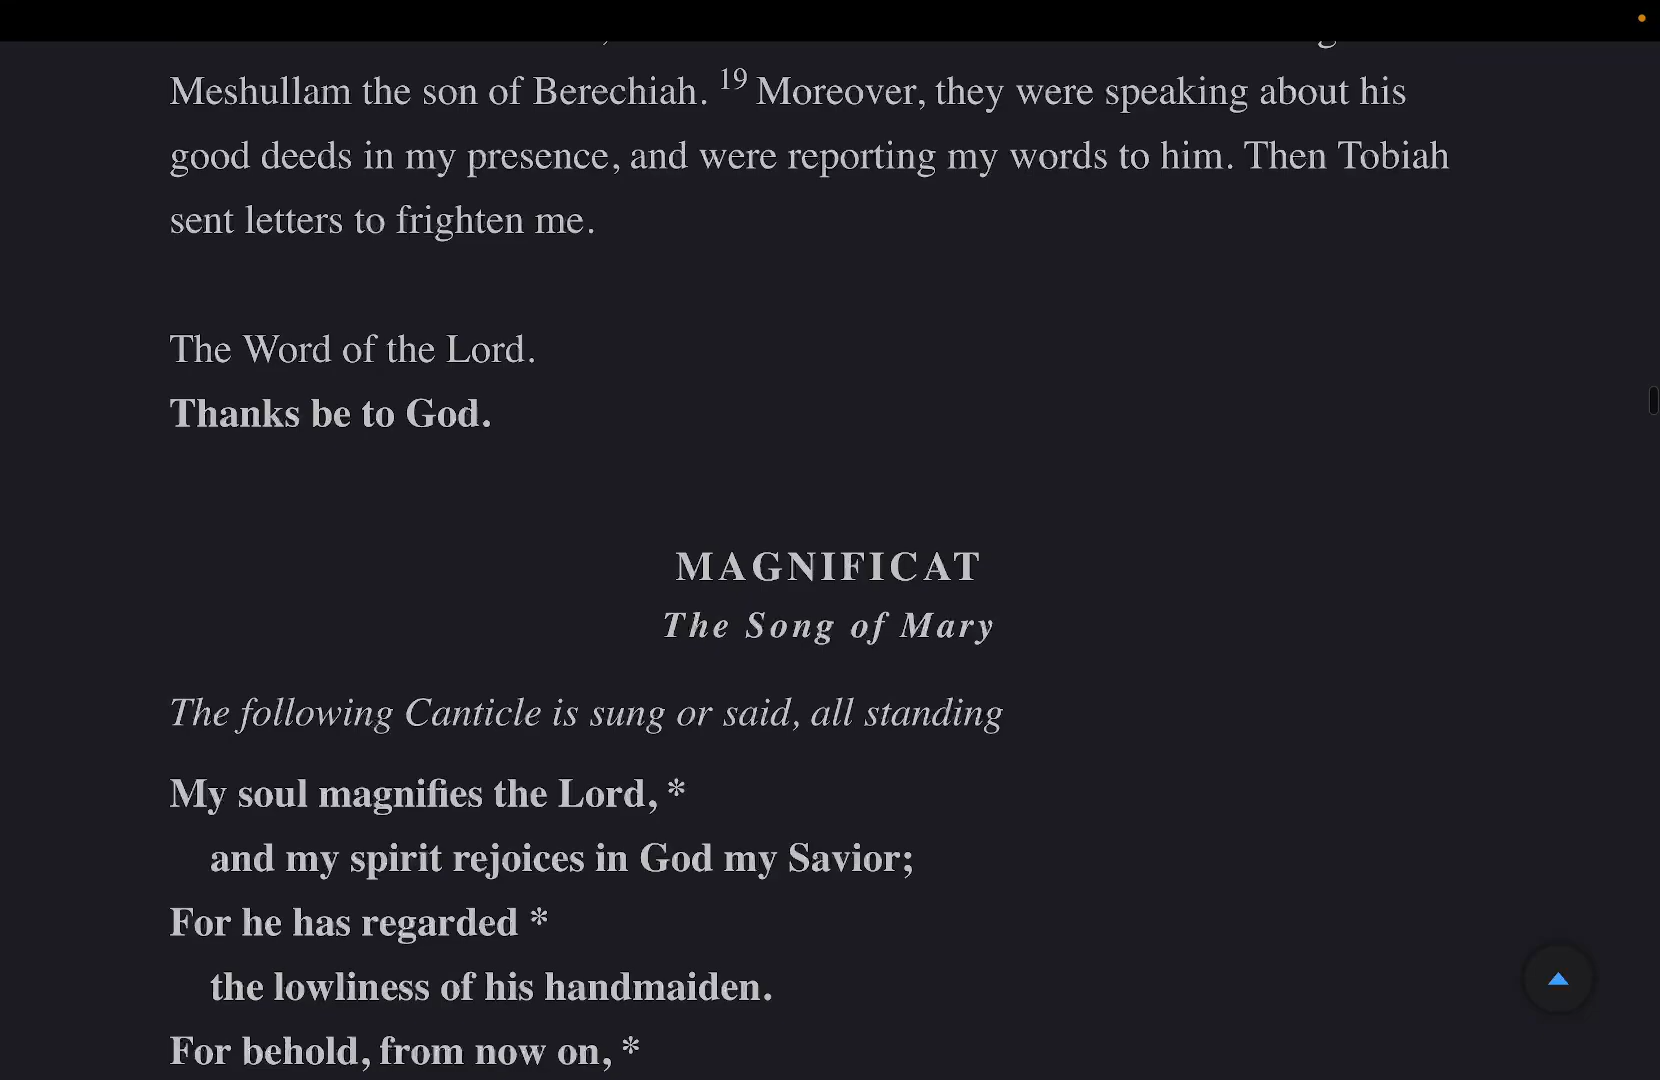 Meshullam the son of Berechiah. 19 Moreover, they were speaking about his
good deeds in my presence, and were reporting my words to him. Then Tobiah
sent letters to frighten me.
The Word of the Lord.
Thanks be to God.
MAGNIFICAT
The Song of Mary
The following Canticle is sung or said, all standing
My soul magnifies the Lord, *
and my spirit rejoices in God my Savior;
For he has regarded *
the lowliness of his handmaiden.
For behold, from now on, *